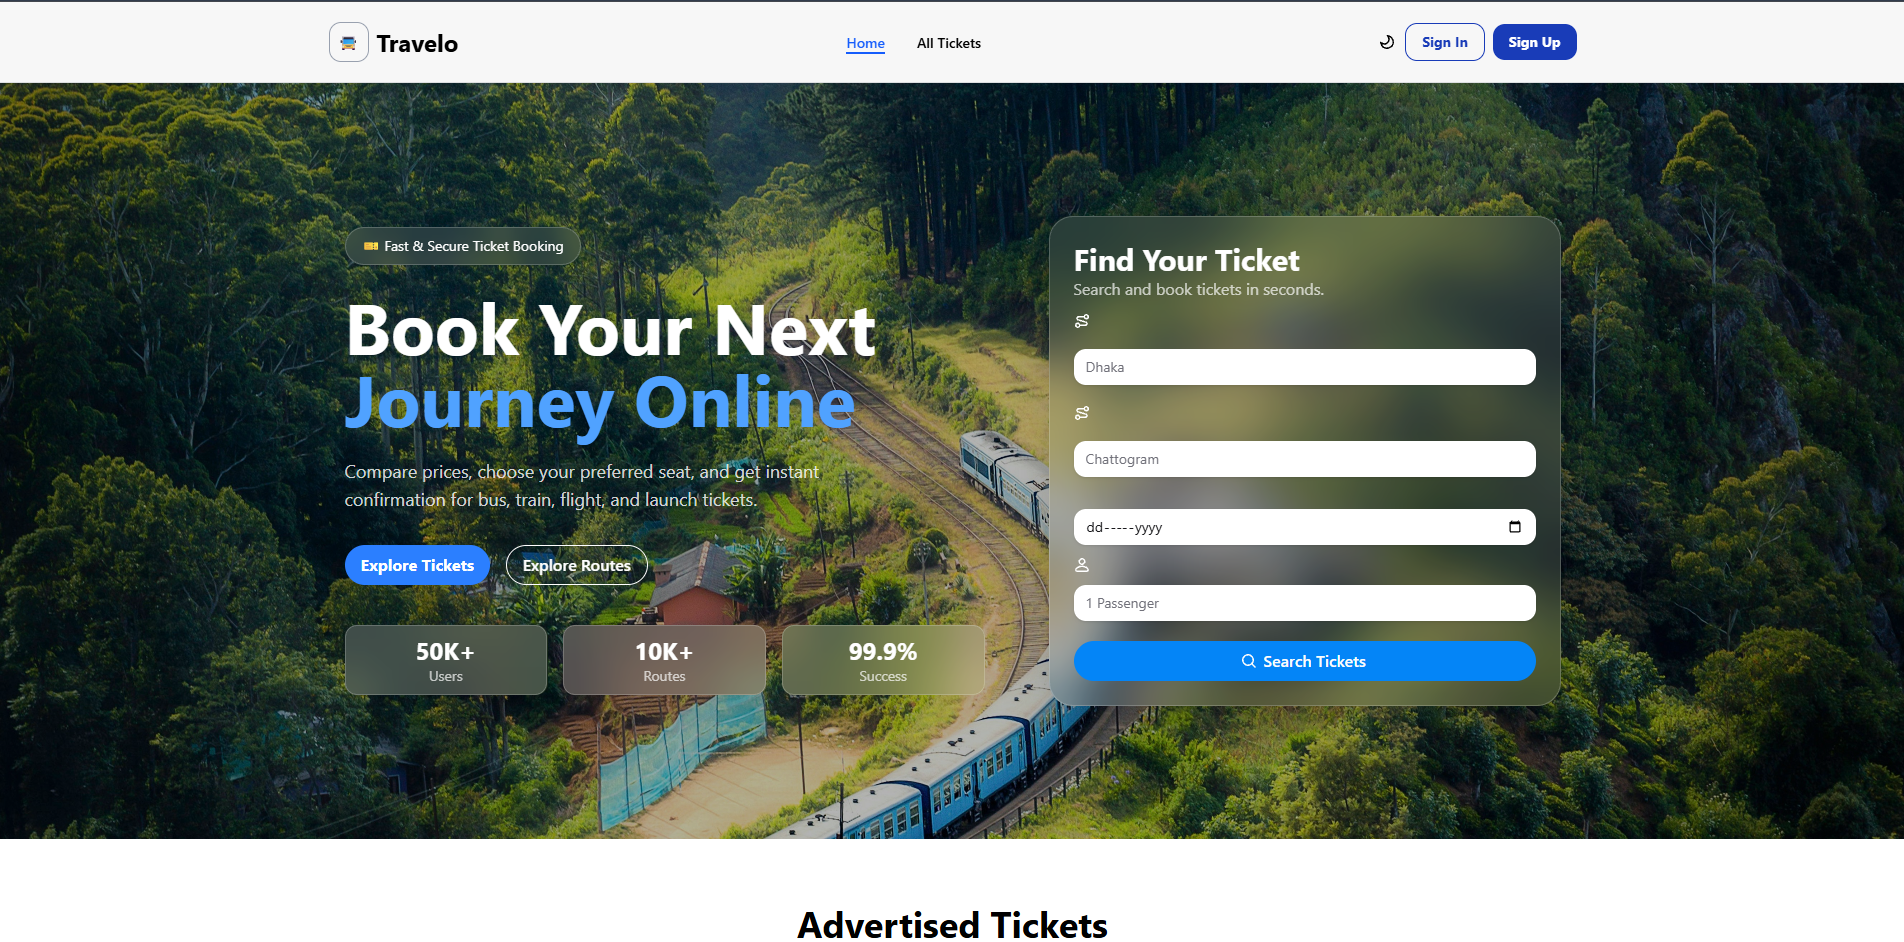 Travelo
Home
All Tickets
Sign In
Sign Up
Fast & Secure Ticket Booking
Book Your Next
Journey Online
Compare prices, choose your preferred seat, and get instant
confirmation for bus, train, flight, and launch tickets.
Explore Tickets
Explore Routes
50K+
Users
10K+
Routes
99.9%
Success
Find Your Ticket
Search and book tickets in seconds.
Dhaka
Chattogram
dd-----yyyy
1 Passenger
Search Tickets
Advertised Tickets